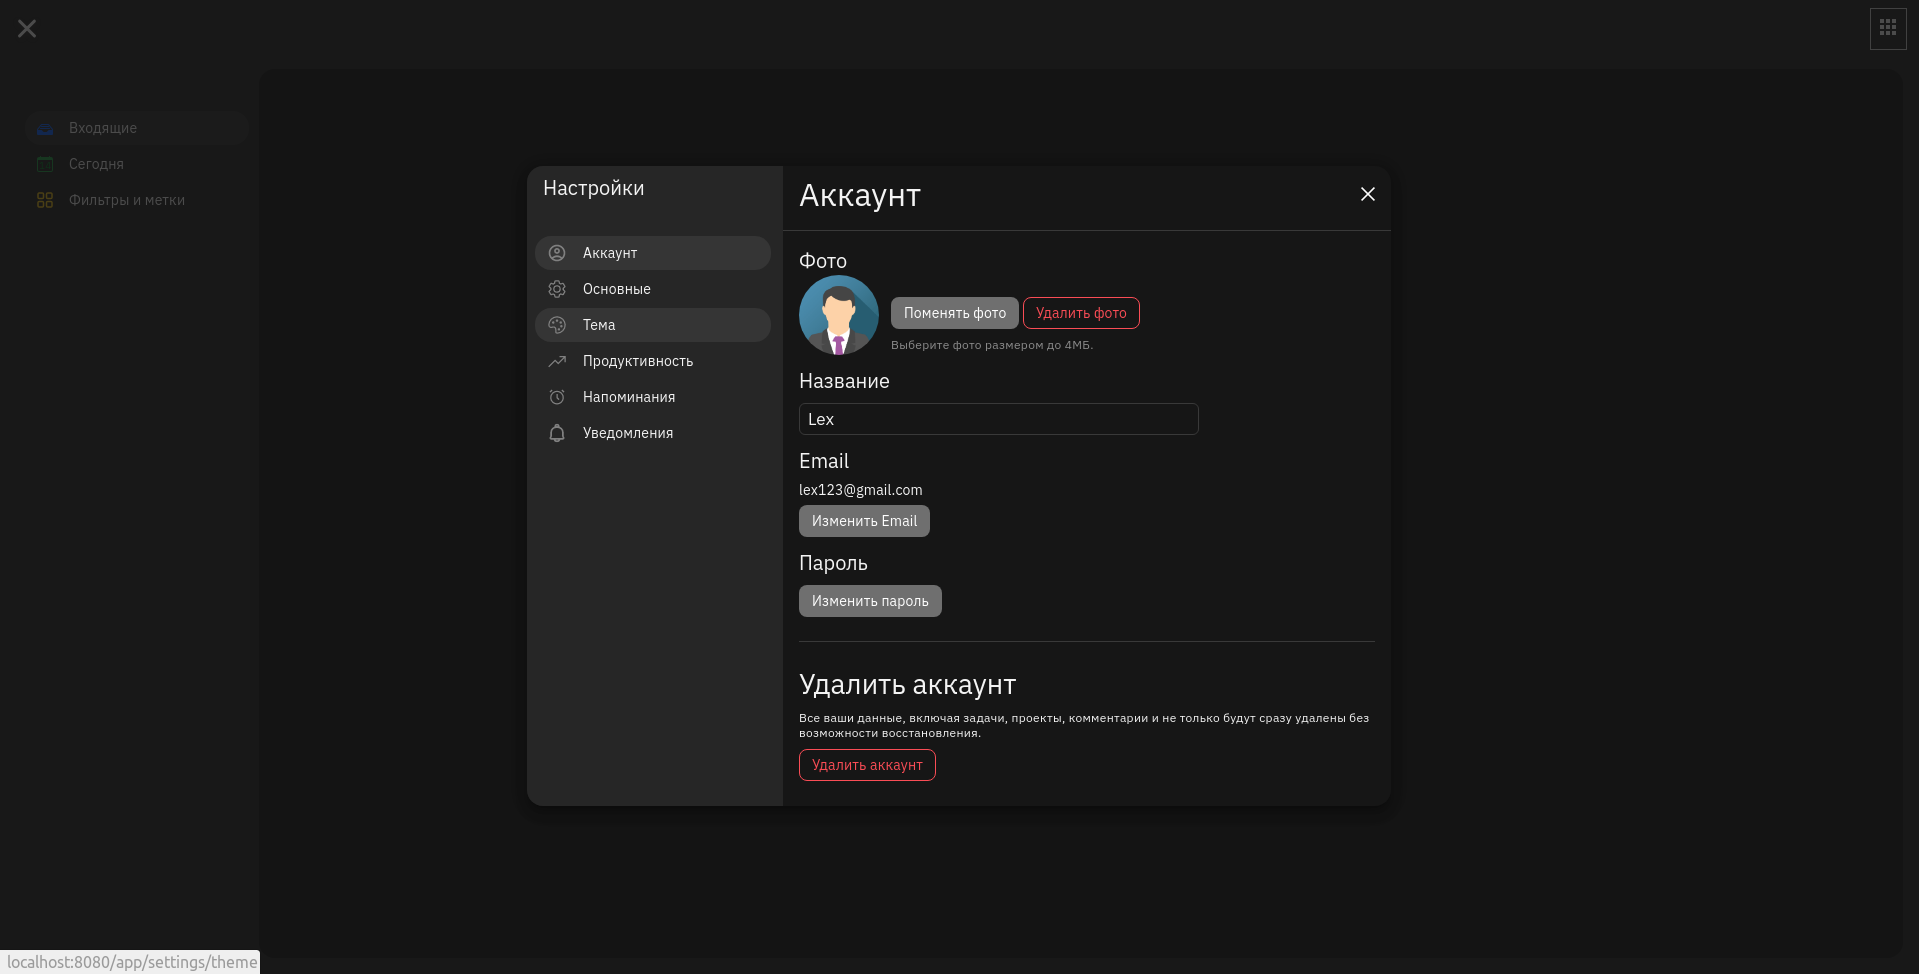 Входящие
Сегодня
Фильтры и метки
Настройки
Аккаунт
Основные
Тема
Продуктивность
Напоминания
Уведомления
Аккаунт
Фото
Поменять фото
Удалить фото
Выберите фото размером до 4МБ.
Название
Lex
Email
lex123@gmail.com
Изменить Email
Пароль
Изменить пароль
Удалить аккаунт
Все ваши данные, включая задачи, проекты, комментарии и не только будут сразу удалены без
возможности восстановления.
Удалить аккаунт
localhost:8080/app/settings/theme